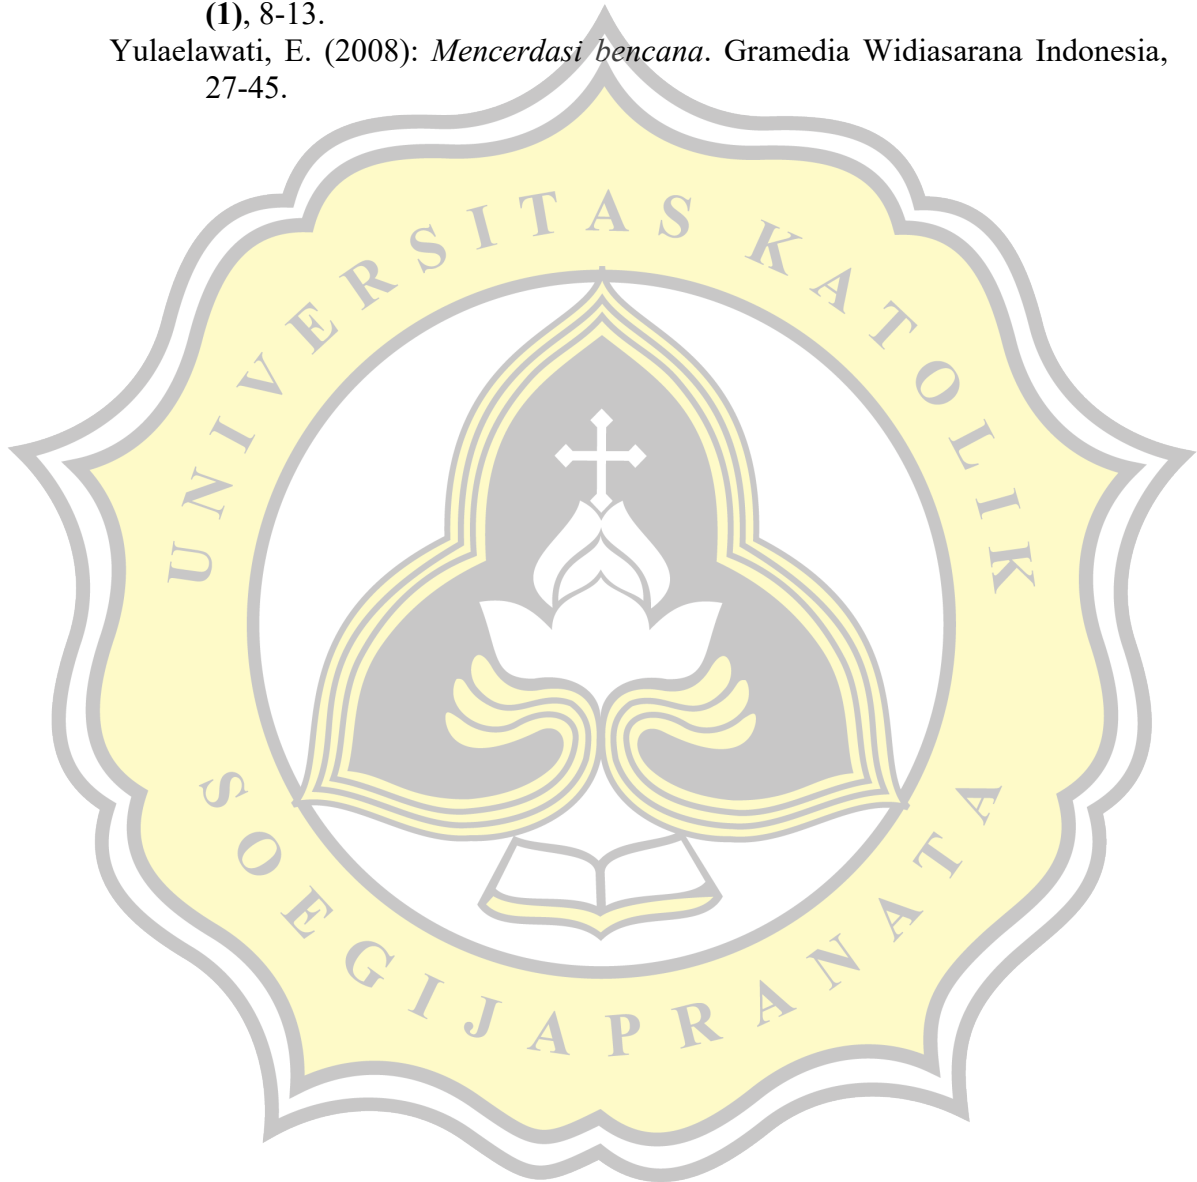 (1), 8-13.
Yulaelawati, E. (2008): Mencerdasi bencana. Gramedia Widiasarana Indonesia,
27-45.
UNIVERSITAS KATOLIK
SOEGIJAPRANATA